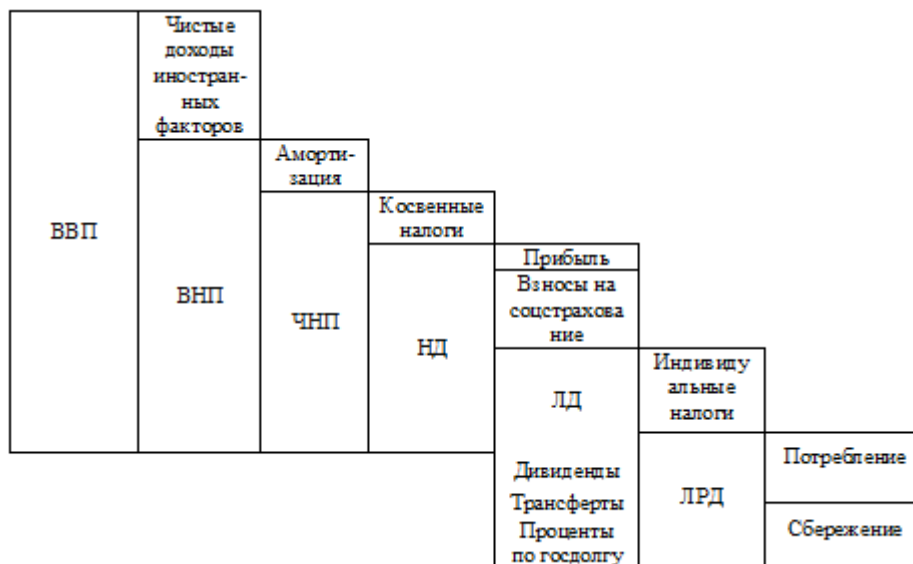 ВВП
Чистые
доходы
иностран-
ных
факторов
ВНП
Аморти-
зация
ЧНП
Косвенные
налоги
НД
Прибыль
Взносы на
соцстрахова
ние
ЛД
Дивиденды
Трансферты
Проценты
по госдолгу
Индивиду
альные
налоги
ЛРД
Потребление
Сбережение